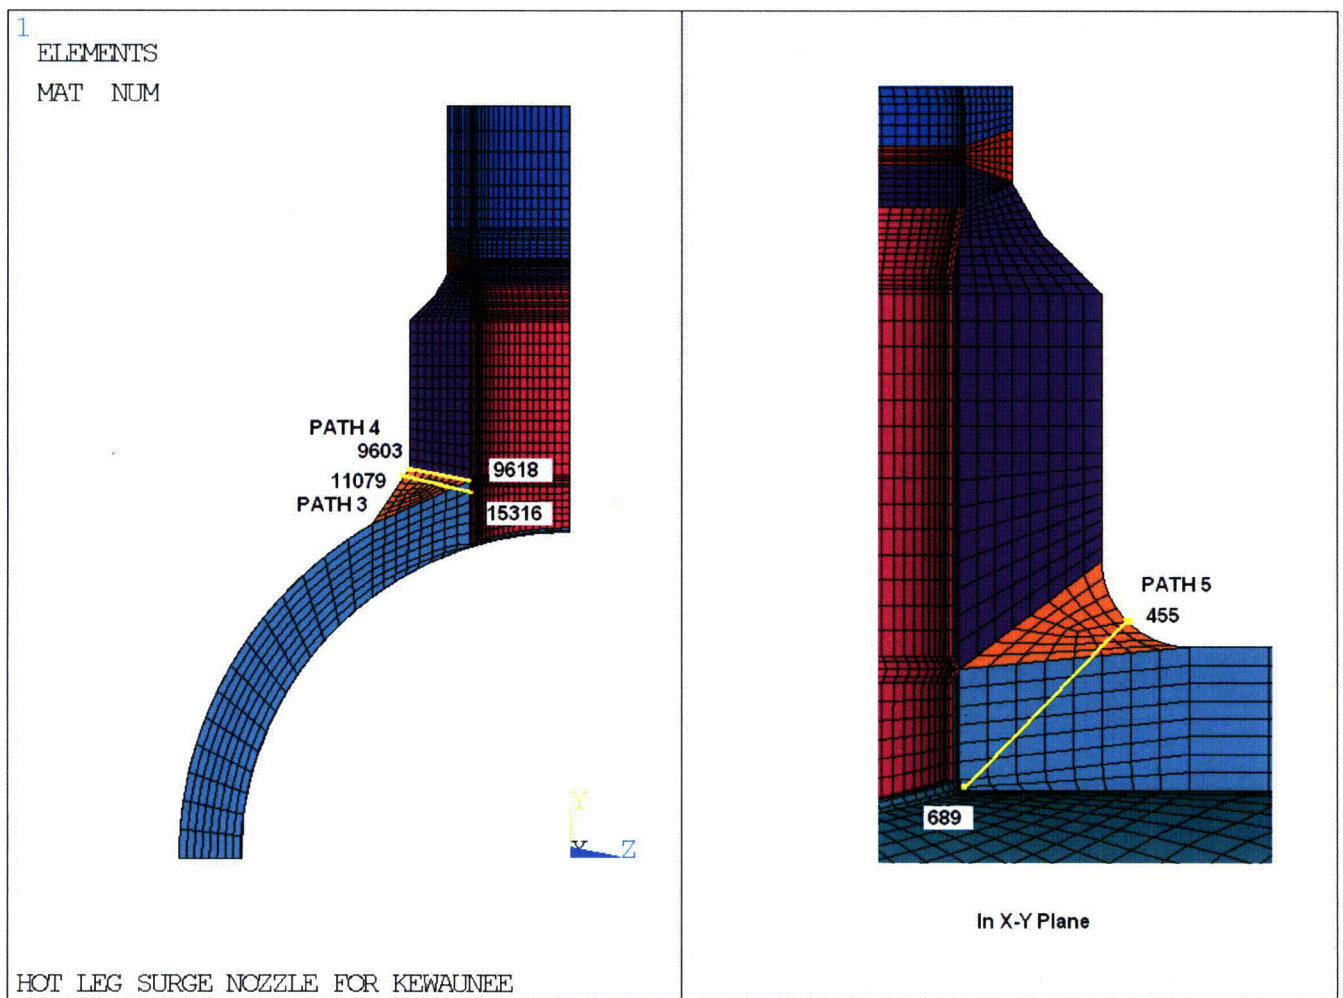 1
ELEMENTS
MAT NUM
PATH 4
9603
11079
PATH 3
9618
15316
Y
X
Z
PATH 5
455
689
In X-Y Plane
HOT LEG SURGE NOZZLE FOR KEWAUNEE